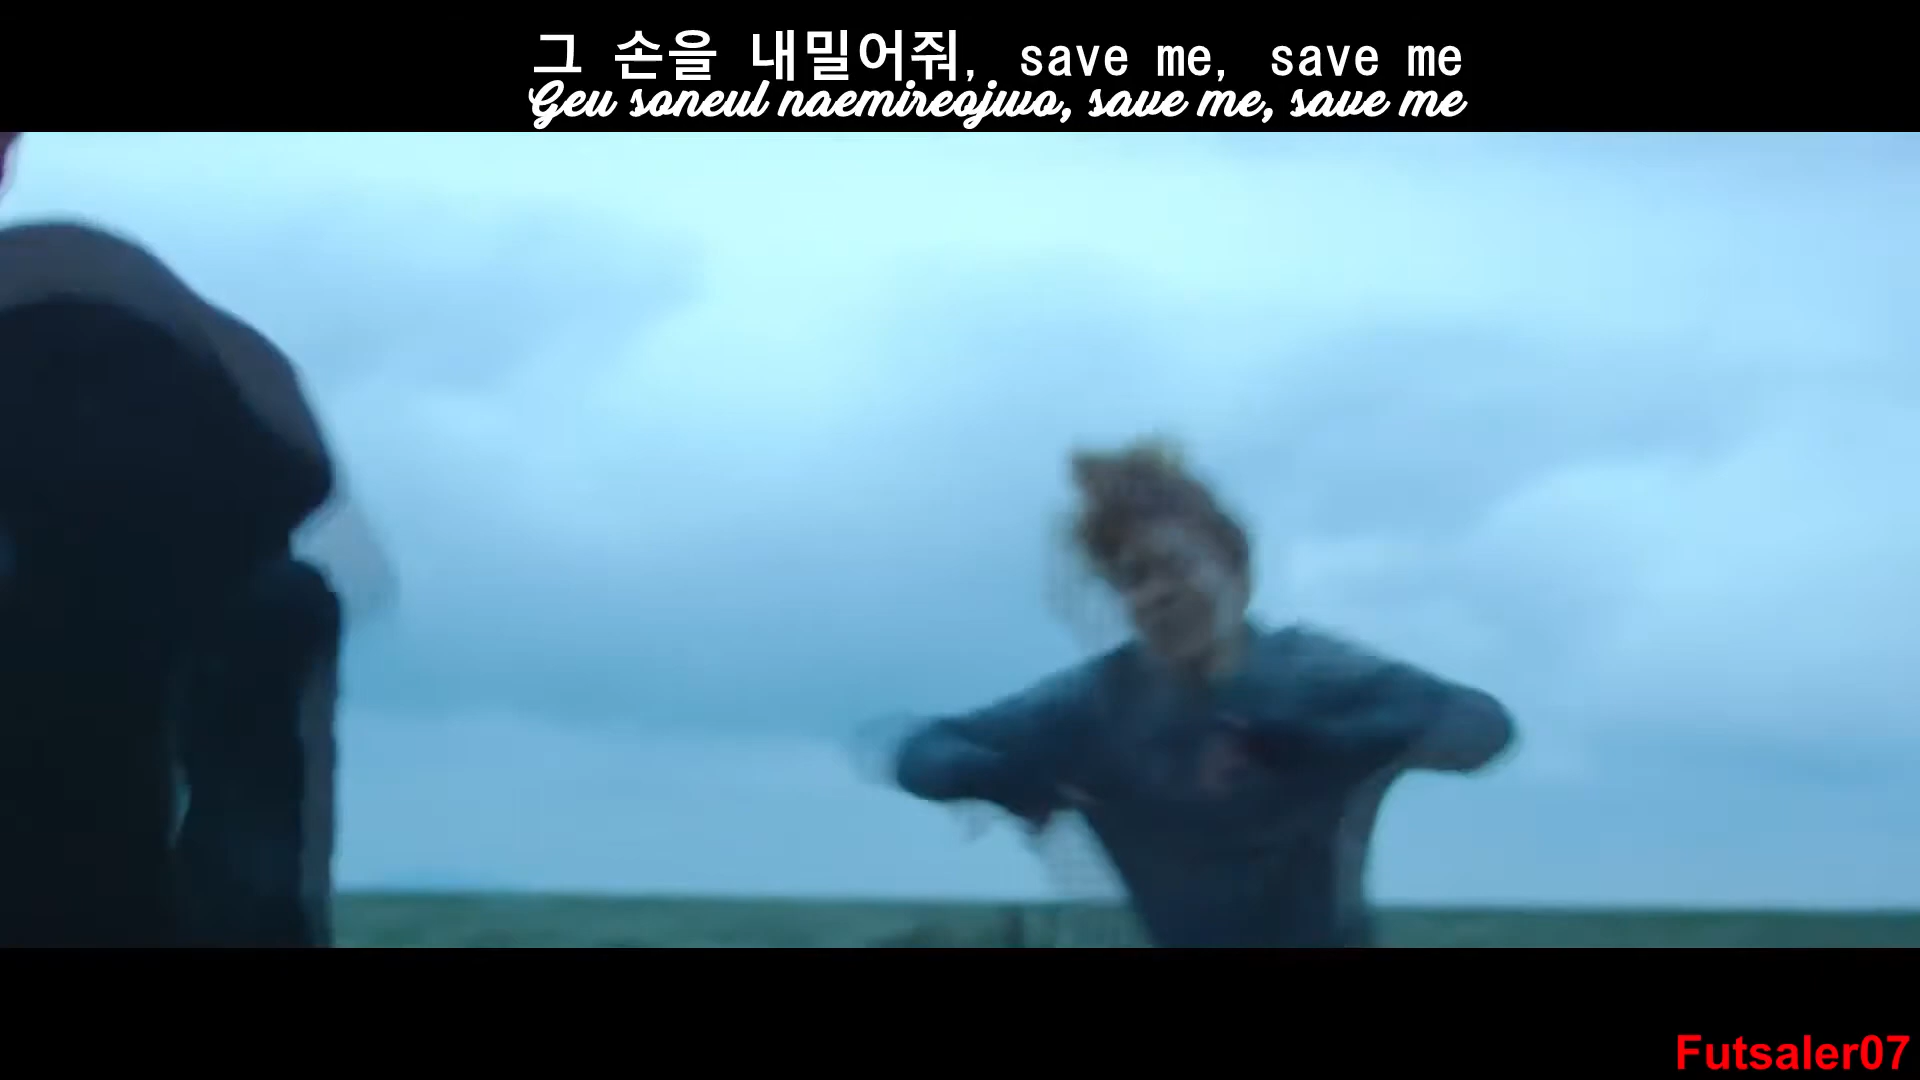 그 손을 내밀어줘, save me, save me
Geu soneul naemireojwo, save me, save me
Futsaler07